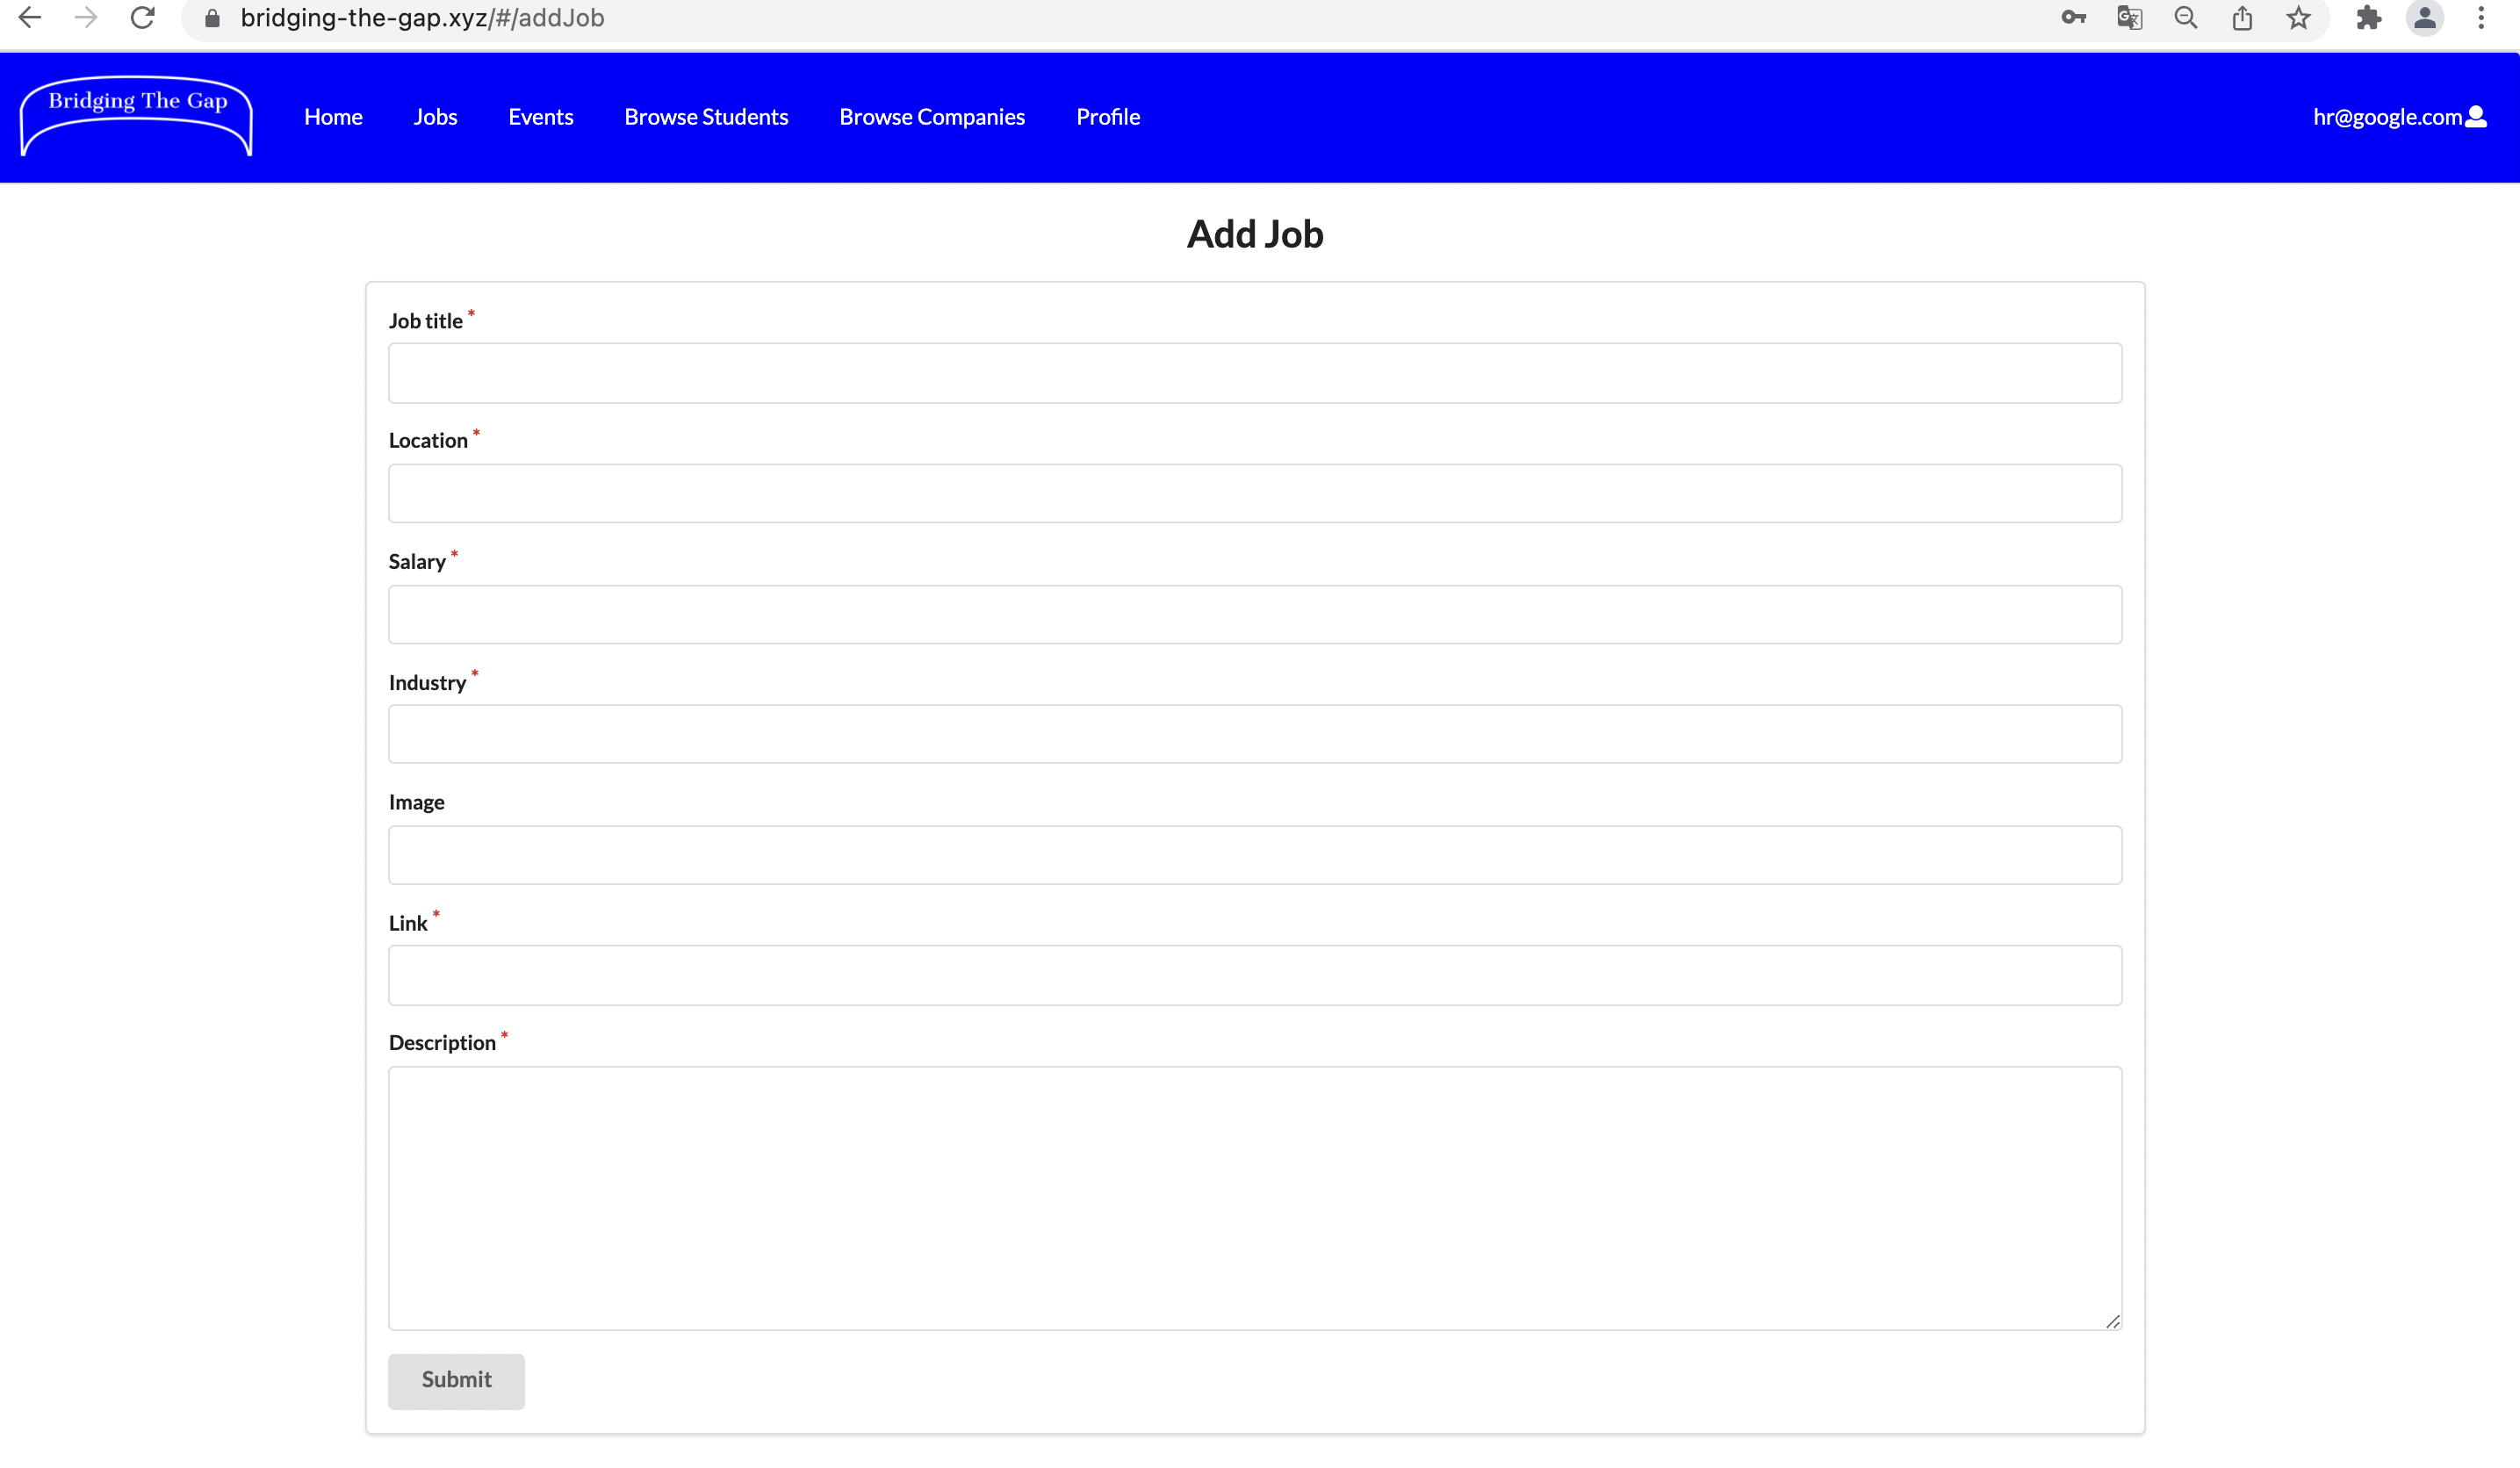 bridging-the-gap.xyz/#/addJob
Bridging The Gap
Home Jobs Events Browse Students Browse Companies Profile hr@google.com
Add Job
Job title *
Location *
Salary *
Industry *
Image
Link *
Description *
Submit